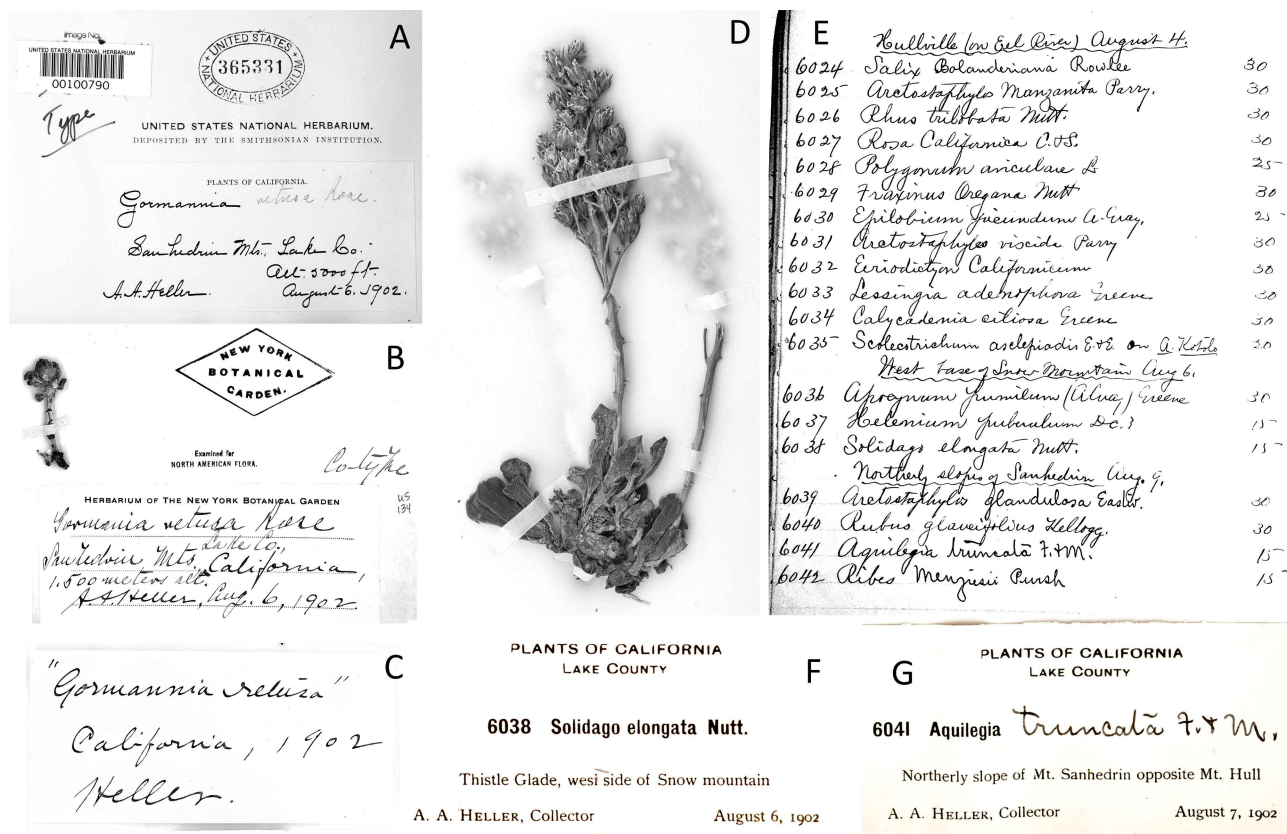 A
Image No.
UNITED STATES NATIONAL HERBARIUM
00100790
UNITED STATES
365331
NATIONAL HERBARIUM
Type
UNITED STATES NATIONAL HERBARIUM.
DEPOSITED BY THE SMITHSONIAN INSTITUTION.
PLANTS OF CALIFORNIA.
Gormannia retusa Rose.
Sanhedrin Mts., Lake Co.
Alt. 5000 ft.
A.A. Heller. August 6, 1902.
B
NEW YORK
BOTANICAL
GARDEN.
Examined for
NORTH AMERICAN FLORA.
Cotype
US
134
HERBARIUM OF THE NEW YORK BOTANICAL GARDEN
Gormania retusa Rose
Lake Co.,
Sanhedrin Mts., California,
1.500 meters alt.
A.A. Heller, Aug. 6, 1902
C
"Gormannia retusa"
California, 1902
Heller.
D
E
Hullville (on Eel River) August 4.
6024 Salix Bolanderiana Rowlee 30
6025 Arctostaphylos Manzanita Parry. 30
6026 Rhus trilobata Nutt. 30
6027 Rosa Californica C.&S. 30
6028 Polygonum aviculare L 25
6029 Fraxinus Oregana Nutt 30
6030 Epilobium jucundum A. Gray, 25
6031 Arctostaphylos viscida Parry 30
6032 Eriodictyon Californicum 30
6033 Lessingia adenophora Greene 30
6034 Calycadenia ciliosa Greene 30
6035 Scolecotrichum asclepiadis E.&E. on A. Kotolo 20
West base of Snow Mountain Aug 6.
6036 Apocynum pumilum (A. Gray) Greene 30
6037 Helenium puberulum Dc.? 15
6038 Solidago elongata Nutt. 15
Northerly slopes of Sanhedrin Aug. 9,
6039 Arctostaphylos glandulosa Eastw. 30
6040 Rubus glaucifolius Kellogg. 30
6041 Aquilegia truncata F.&M. 15
6042 Ribes Menziesii Pursh 15
F
PLANTS OF CALIFORNIA
LAKE COUNTY
6038 Solidago elongata Nutt.
Thistle Glade, west side of Snow mountain
A. A. HELLER, Collector August 6, 1902
G
PLANTS OF CALIFORNIA
LAKE COUNTY
6041 Aquilegia truncata F. & M.
Northerly slope of Mt. Sanhedrin opposite Mt. Hull
A. A. HELLER, Collector August 7, 1902